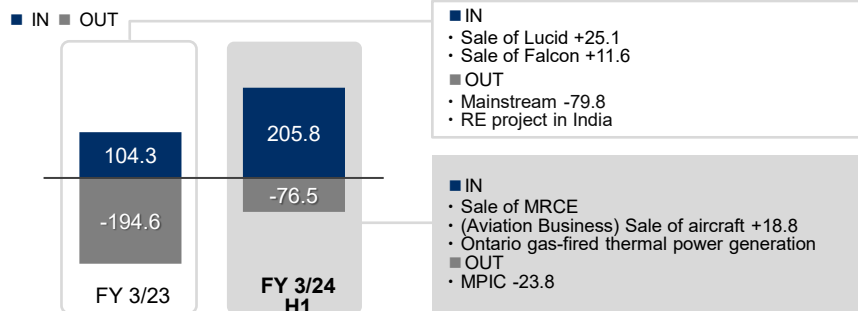 ■ IN ■ OUT
104.3
-194.6
FY 3/23
205.8
-76.5
FY 3/24
H1
■ IN
・ Sale of Lucid +25.1
・ Sale of Falcon +11.6
■ OUT
・ Mainstream -79.8
・ RE project in India
■ IN
・ Sale of MRCE
・ (Aviation Business) Sale of aircraft +18.8
・ Ontario gas-fired thermal power generation
■ OUT
・ MPIC -23.8